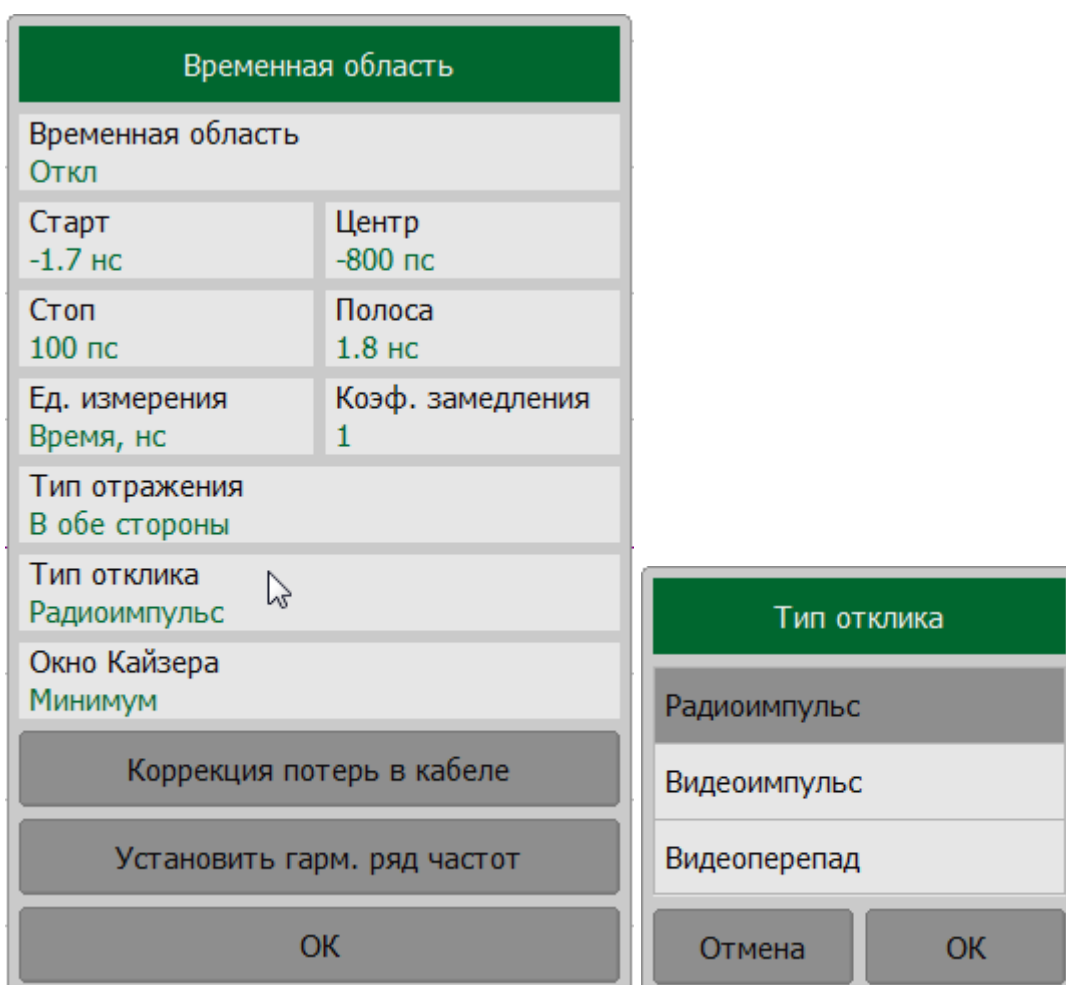 Временная область
Временная область
Откл
Старт
-1.7 нс
Центр
-800 пс
Стоп
100 пс
Полоса
1.8 нс
Ед. измерения
Время, нс
Коэф. замедления
1
Тип отражения
В обе стороны
Тип отклика
Радиоимпульс
Окно Кайзера
Минимум
Коррекция потерь в кабеле
Установить гарм. ряд частот
ОК
Тип отклика
Радиоимпульс
Видеоимпульс
Видеоперепад
Отмена
ОК